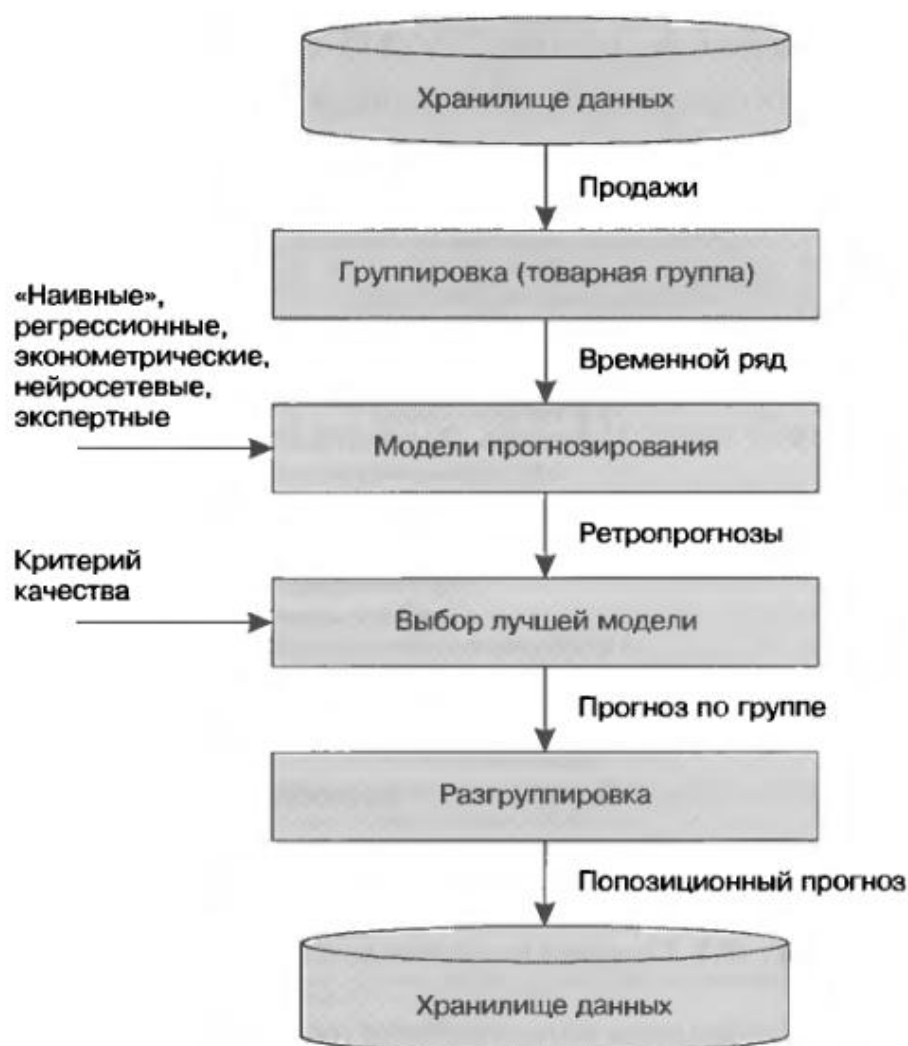 Хранилище данных
Продажи
Группировка (товарная группа)
«Наивные»,
регрессионные,
эконометрические,
нейросетевые,
экспертные
Временной ряд
Модели прогнозирования
Ретропрогнозы
Критерий
качества
Выбор лучшей модели
Прогноз по группе
Разгруппировка
Попозиционный прогноз
Хранилище данных